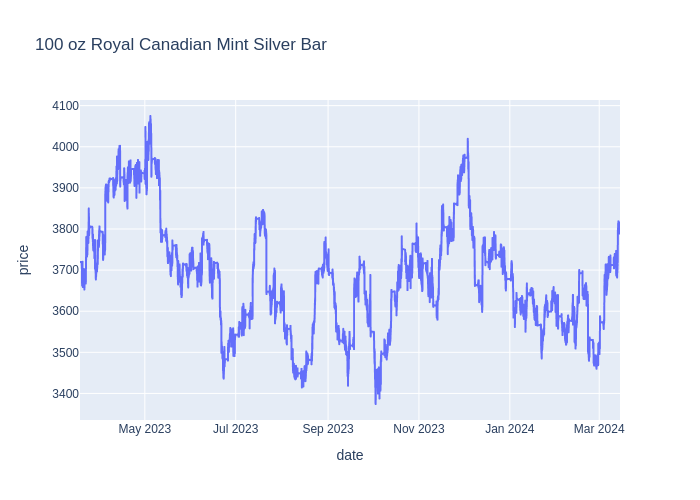 100 oz Royal Canadian Mint Silver Bar
4100
4000
3900
3800
3700
3600
3500
3400
May 2023 Jul 2023 Sep 2023 Nov 2023 Jan 2024 Mar 2024
price
date